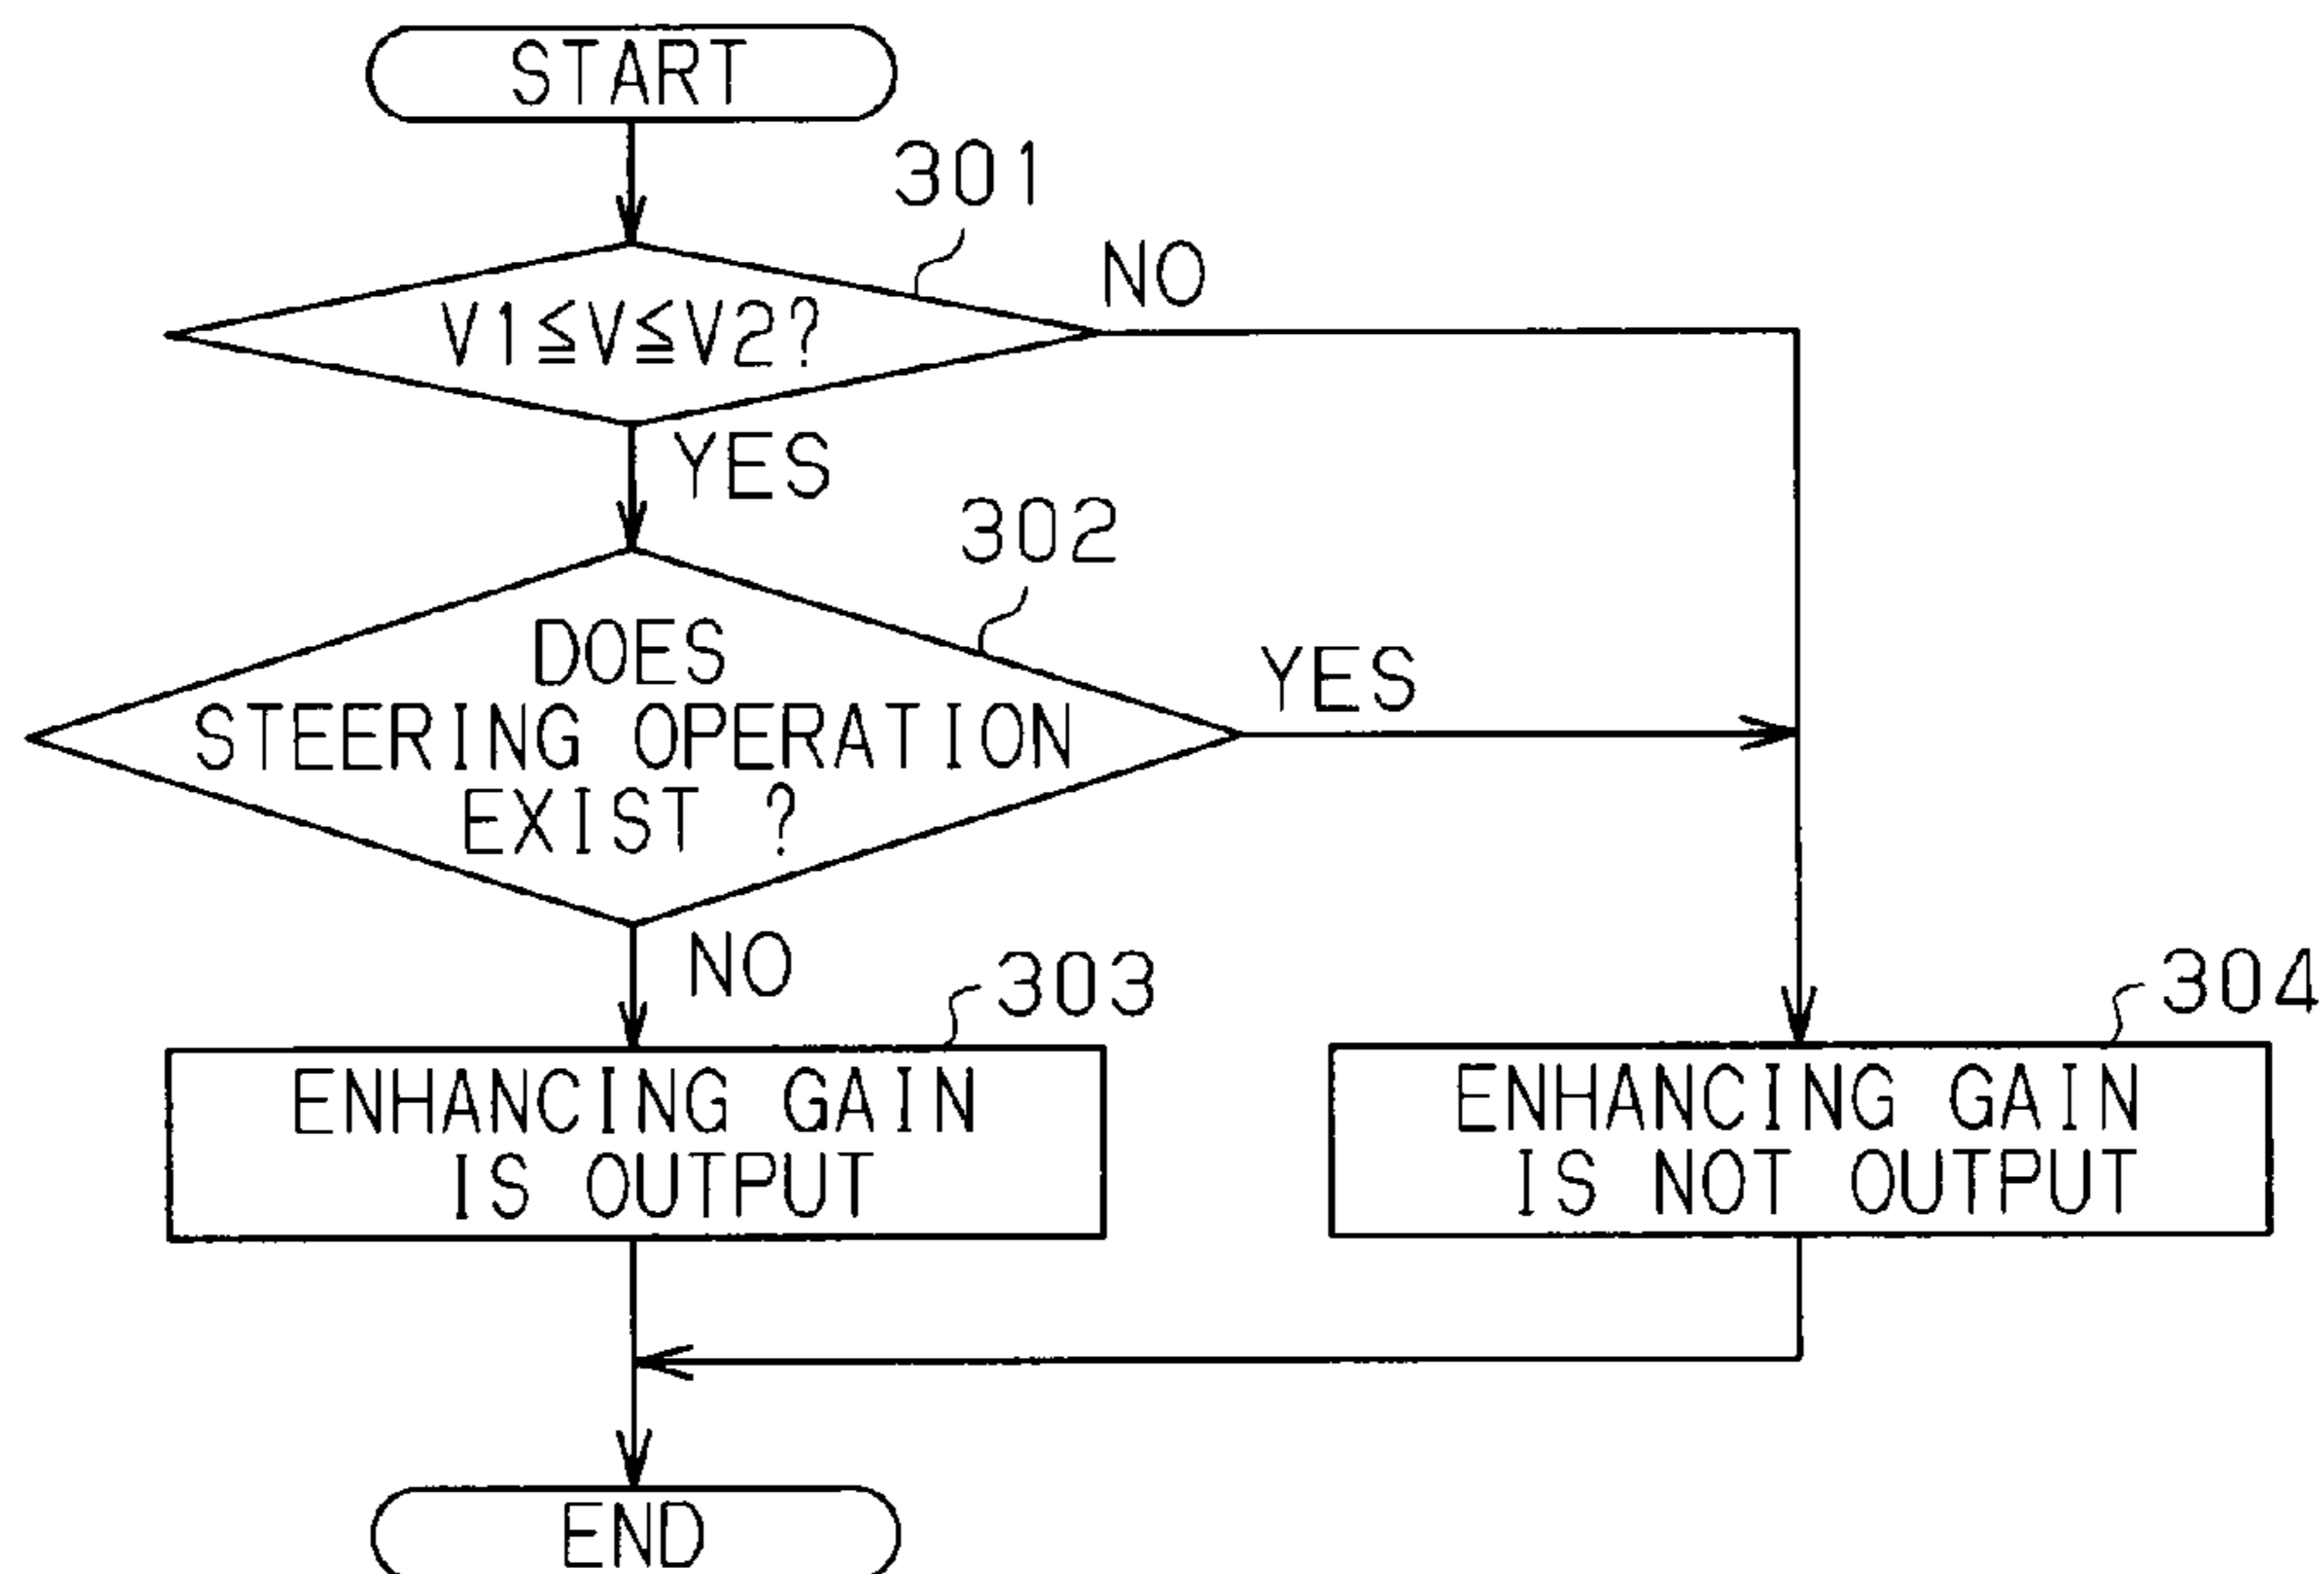 START
301
V1≦V≦V2?
NO
YES
302
DOES
STEERING OPERATION
EXIST ?
YES
NO
303
304
ENHANCING GAIN
IS OUTPUT
ENHANCING GAIN
IS NOT OUTPUT
END